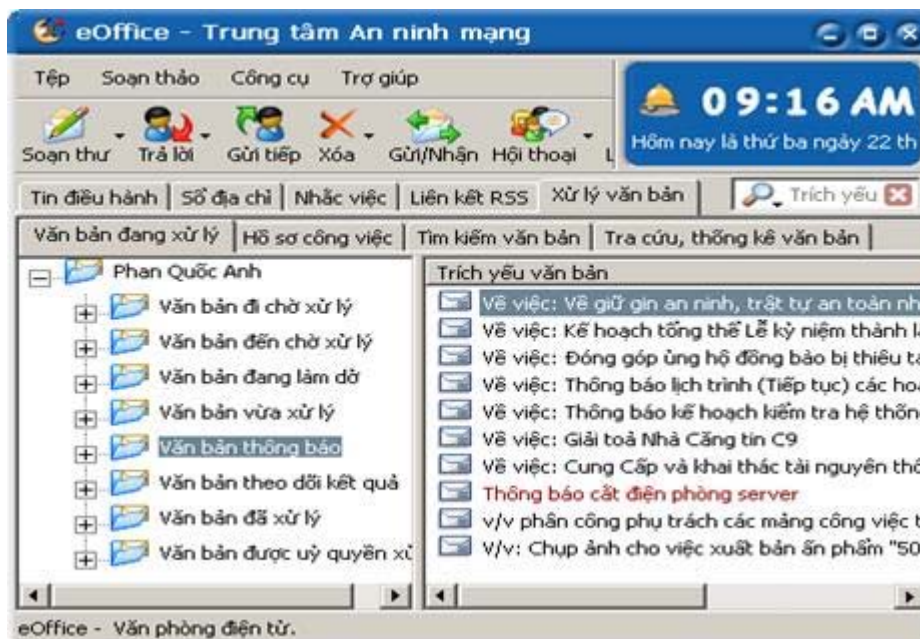 eOffice - Trung tâm An ninh mạng
Tệp Soạn thảo Công cụ Trợ giúp
09:16 AM
Hôm nay là thứ ba ngày 22 th
Soạn thư Trả lời Gửi tiếp Xóa Gửi/Nhận Hội thoại L
Tin điều hành Sổ địa chỉ Nhắc việc Liên kết RSS Xử lý văn bản Trích yếu
Văn bản đang xử lý Hồ sơ công việc Tìm kiếm văn bản Tra cứu, thống kê văn bản
Phan Quốc Anh
Văn bản đi chờ xử lý
Văn bản đến chờ xử lý
Văn bản đang làm dở
Văn bản vừa xử lý
Văn bản thông báo
Văn bản theo dõi kết quả
Văn bản đã xử lý
Văn bản được uỷ quyền xử
Trích yếu văn bản
Về việc: Về giữ gìn an ninh, trật tự an toàn nh
Về việc: Kế hoạch tổng thể Lễ kỷ niệm thành l
Về việc: Đóng góp ủng hộ đồng bào bị thiêu t
Về việc: Thông báo lịch trình (Tiếp tục) các ho
Về việc: Thông báo kế hoạch kiểm tra hệ thốn
Về việc: Giải toả Nhà Căng tin C9
Về việc: Cung Cấp và khai thác tài nguyên th
Thông báo cắt điện phòng server
v/v phân công phụ trách các mảng công việc t
V/v: Chụp ảnh cho việc xuất bản ấn phẩm "50
eOffice - Văn phòng điện tử.